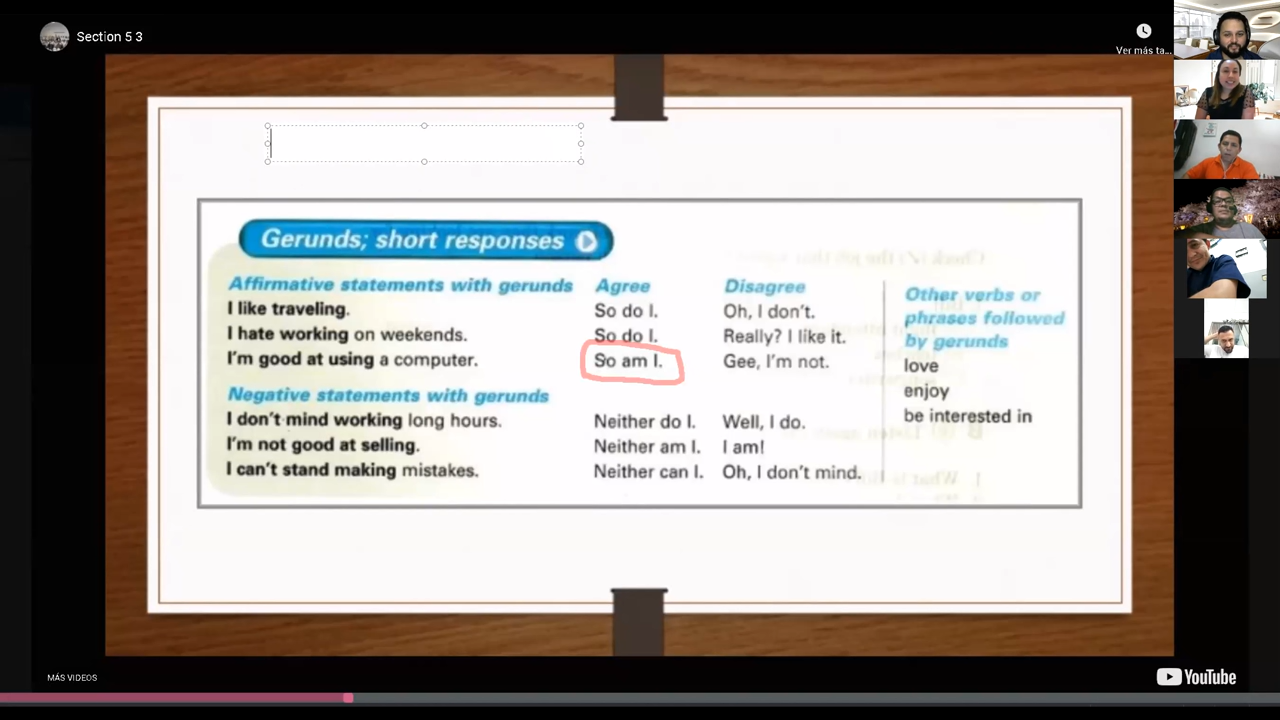 Section 5 3
Ver más ta...
Gerunds; short responses
Affirmative statements with gerunds Agree Disagree
I like traveling. So do I. Oh, I don't.
I hate working on weekends. So do I. Really? I like it.
I'm good at using a computer. So am I. Gee, I'm not.
Negative statements with gerunds
I don't mind working long hours. Neither do I. Well, I do.
I'm not good at selling. Neither am I. I am!
I can't stand making mistakes. Neither can I. Oh, I don't mind.
Other verbs or
phrases followed
by gerunds
love
enjoy
be interested in
MÁS VIDEOS
YouTube